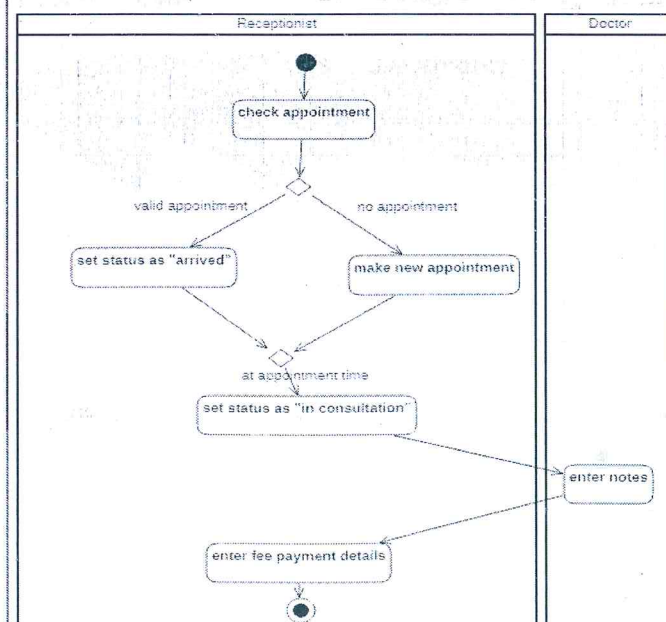 Receptionist
Doctor
check appointment
valid appointment
no appointment
set status as "arrived"
make new appointment
at appointment time
set status as "in consultation"
enter notes
enter fee payment details